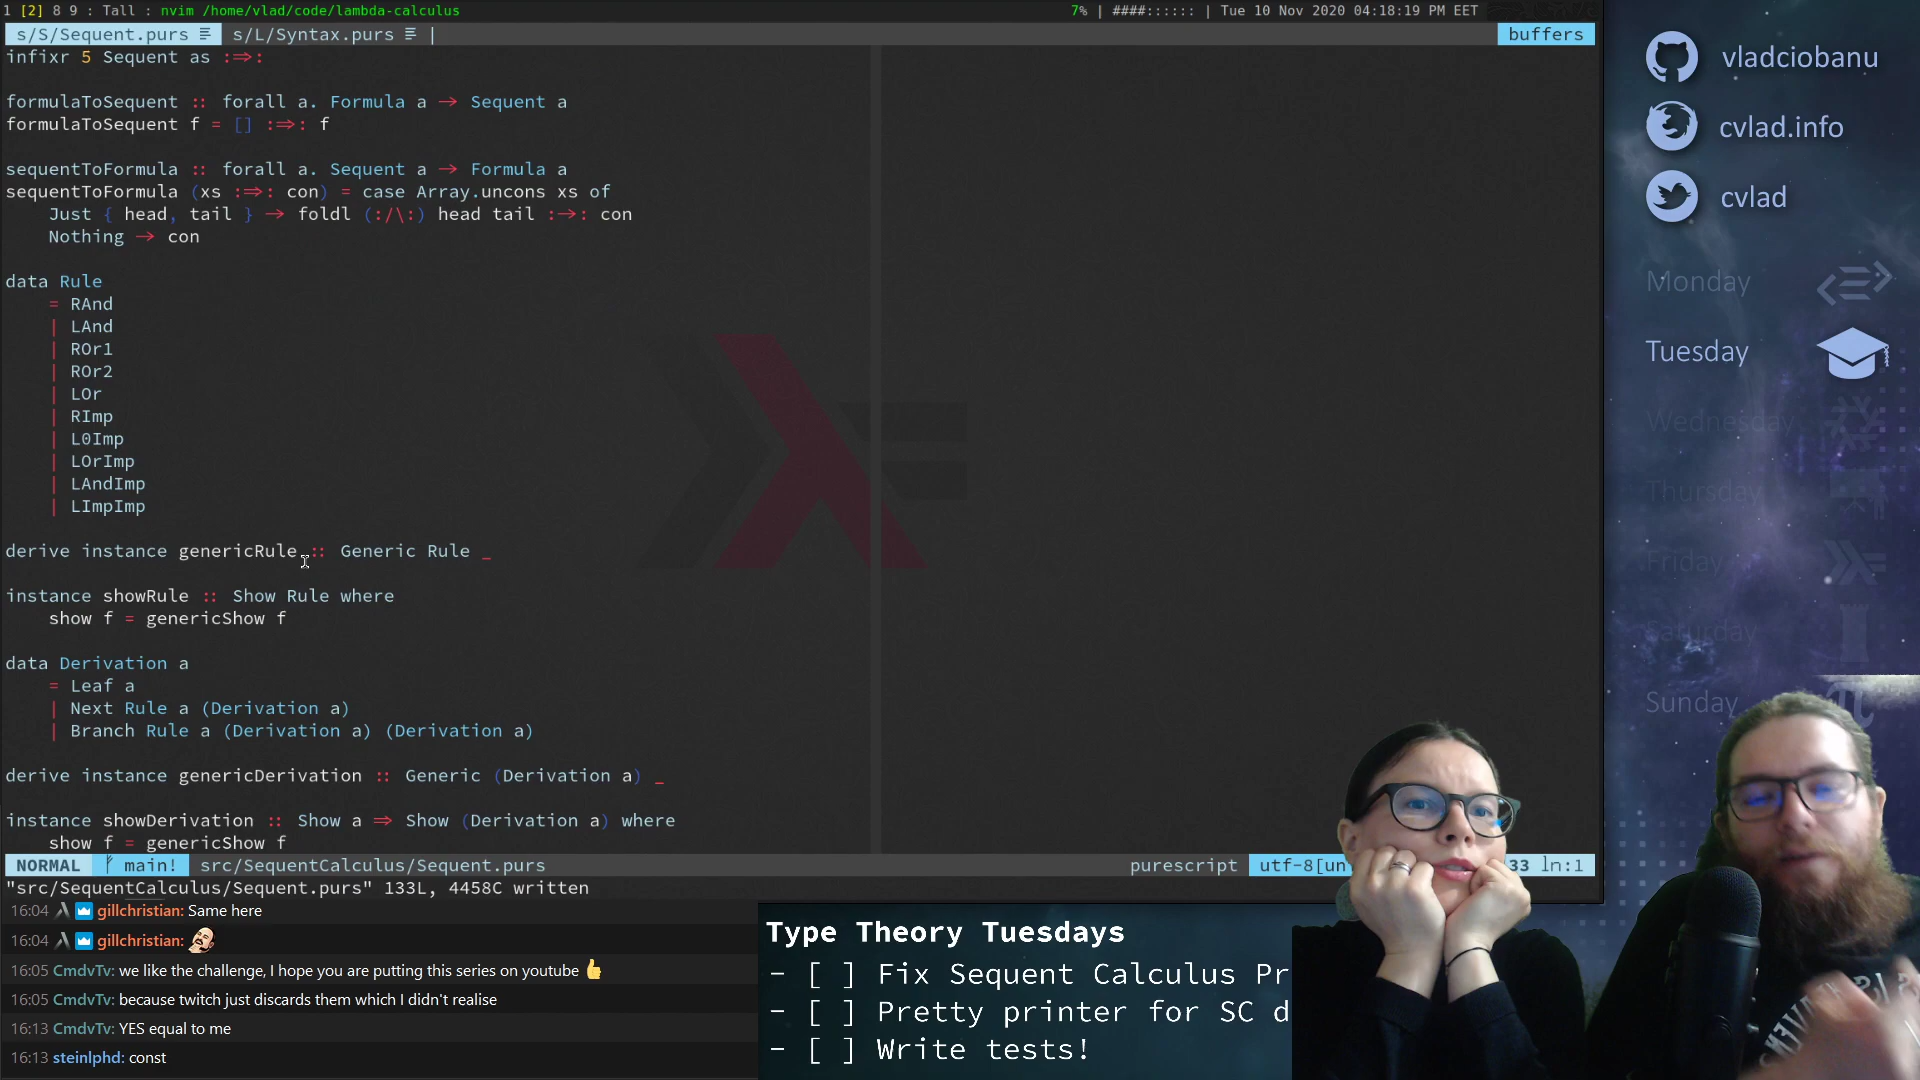 1 [2] 8 9 : Tall : nvim /home/vlad/code/lambda-calculus
7% | ####:::::: | Tue 10 Nov 2020 04:18:19 PM EET
s/S/Sequent.purs s/L/Syntax.purs |
buffers
infixr 5 Sequent as :⇒:
formulaToSequent :: forall a. Formula a → Sequent a
formulaToSequent f = [] :⇒: f
sequentToFormula :: forall a. Sequent a → Formula a
sequentToFormula (xs :⇒: con) = case Array.uncons xs of
Just { head, tail } → foldl (:/\:) head tail :→: con
Nothing → con
data Rule
= RAnd
| LAnd
| ROr1
| ROr2
| LOr
| RImp
| L0Imp
| LOrImp
| LAndImp
| LImpImp
derive instance genericRule :: Generic Rule _
instance showRule :: Show Rule where
show f = genericShow f
data Derivation a
= Leaf a
| Next Rule a (Derivation a)
| Branch Rule a (Derivation a) (Derivation a)
derive instance genericDerivation :: Generic (Derivation a) _
instance showDerivation :: Show a ⇒ Show (Derivation a) where
show f = genericShow f
NORMAL main! src/SequentCalculus/Sequent.purs
purescript utf-8[un 33 ln:1
"src/SequentCalculus/Sequent.purs" 133L, 4458C written
16:04 gillchristian: Same here
16:04 gillchristian:
16:05 CmdvTv: we like the challenge, I hope you are putting this series on youtube 👍
16:05 CmdvTv: because twitch just discards them which I didn't realise
16:13 CmdvTv: YES equal to me
16:13 steinlphd: const
Type Theory Tuesdays
- [ ] Fix Sequent Calculus Pr
- [ ] Pretty printer for SC d
- [ ] Write tests!
vladciobanu
cvlad.info
cvlad
Monday
Tuesday
Wednesday
Thursday
Friday
Saturday
Sunday